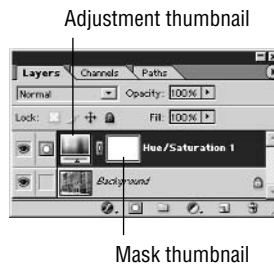 Adjustment thumbnail
Layers Channels Paths
Normal Opacity: 100%
Lock: Fill: 100%
Hue/Saturation 1
Background
Mask thumbnail